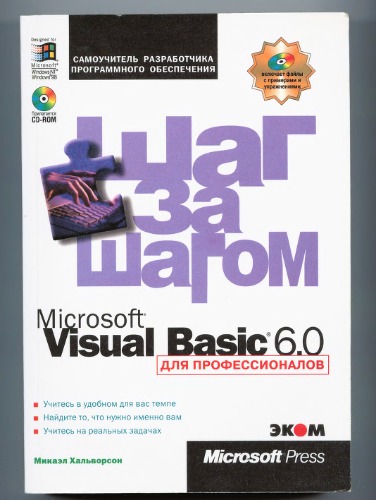 Designed for
Microsoft
Windows NT
Windows 98
САМОУЧИТЕЛЬ РАЗРАБОТЧИКА
ПРОГРАММНОГО ОБЕСПЕЧЕНИЯ
включает файлы
с примерами и
упражнениями
Прилагается
CD-ROM
Шаг
за
шагом
Microsoft®
Visual Basic® 6.0
ДЛЯ ПРОФЕССИОНАЛОВ
Учитесь в удобном для вас темпе
Найдите то, что нужно именно вам
Учитесь на реальных задачах
ЭКОМ
Микаэл Хальворсон
Microsoft Press